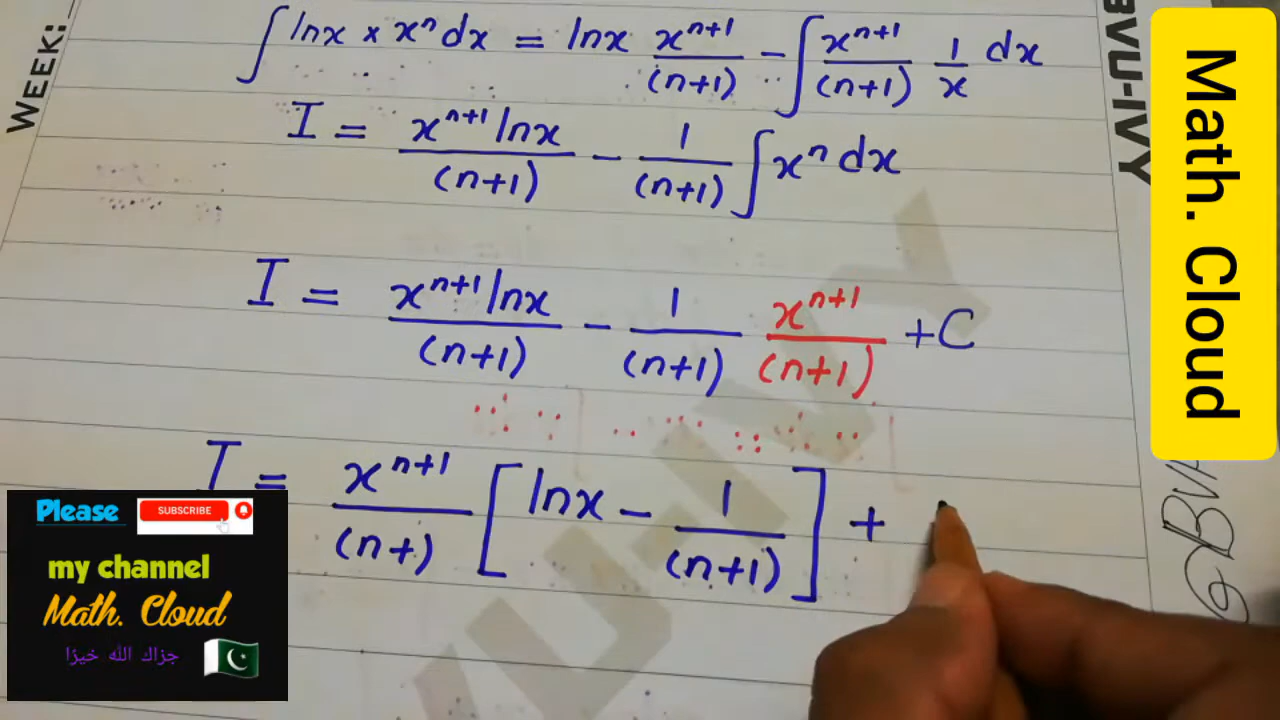 WEEK:
∫ lnx × xⁿ dx = lnx xⁿ⁺¹/(n+1) - ∫ xⁿ⁺¹/(n+1) 1/x dx
I = xⁿ⁺¹ lnx/(n+1) - 1/(n+1) ∫ xⁿ dx
I = xⁿ⁺¹ lnx/(n+1) - 1/(n+1) xⁿ⁺¹/(n+1) + C
I = xⁿ⁺¹/(n+) [lnx - 1/(n+1)] +
BVU-IVY
Math. Cloud
Please SUBSCRIBE
my channel
Math. Cloud
جزاك الله خيرًا